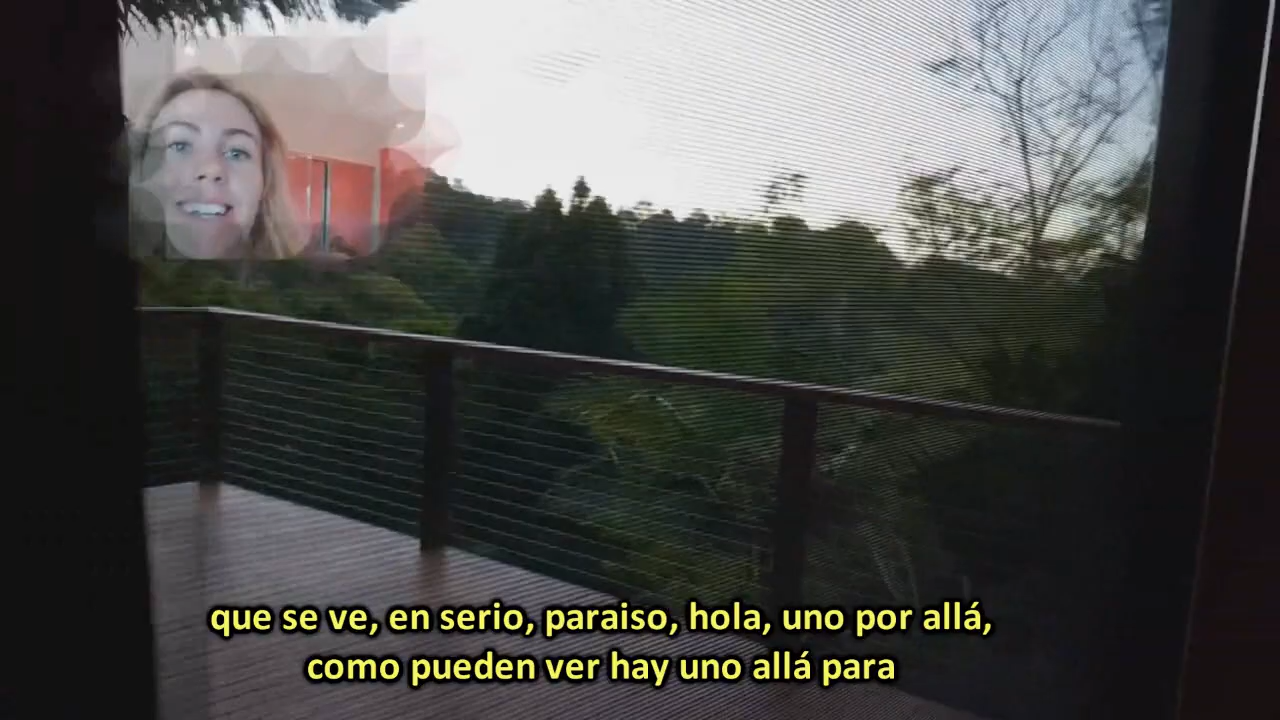 que se ve, en serio, paraiso, hola, uno por allá,
como pueden ver hay uno allá para